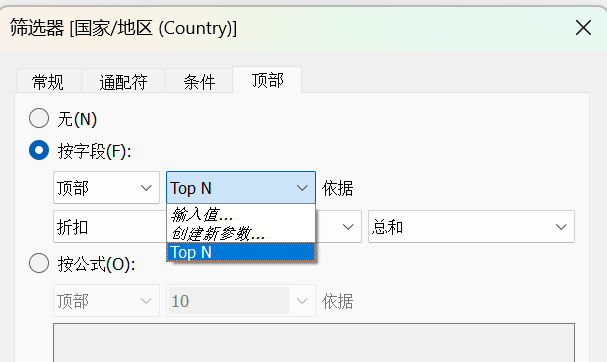 筛选器 [国家/地区 (Country)]
常规 通配符 条件 顶部
无(N)
按字段(F):
顶部 Top N 依据
输入值...
折扣 总和
创建新参数...
Top N
按公式(O):
顶部 10 依据